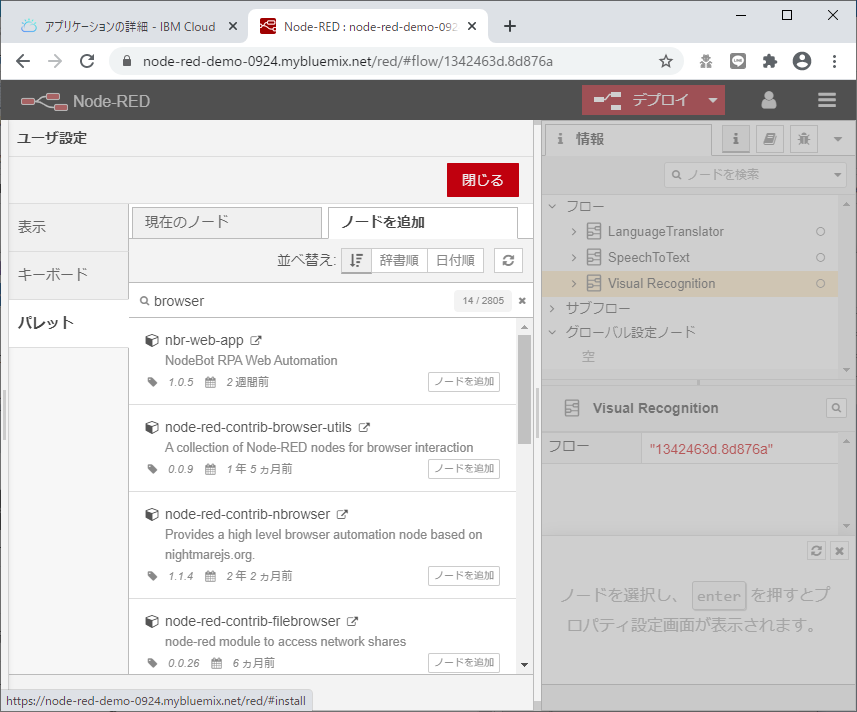 アプリケーションの詳細 - IBM Cloud
Node-RED : node-red-demo-092
node-red-demo-0924.mybluemix.net/red/#flow/1342463d.8d876a
Node-RED
デプロイ
ユーザ設定
閉じる
表示
キーボード
パレット
現在のノード
ノードを追加
並べ替え:
辞書順
日付順
browser
14 / 2805
nbr-web-app
NodeBot RPA Web Automation
1.0.5 2 週間前
ノードを追加
node-red-contrib-browser-utils
A collection of Node-RED nodes for browser interaction
0.0.9 1 年 5 ヵ月前
ノードを追加
node-red-contrib-nbrowser
Provides a high level browser automation node based on
nightmarejs.org.
1.1.4 2 年 2 ヵ月前
ノードを追加
node-red-contrib-filebrowser
node-red module to access network shares
0.0.26 6 ヵ月前
ノードを追加
情報
ノードを検索
フロー
LanguageTranslator
SpeechToText
Visual Recognition
サブフロー
グローバル設定ノード
空
Visual Recognition
フロー
"1342463d.8d876a"
ノードを選択し、 enter を押すとプ
ロパティ設定画面が表示されます。
https://node-red-demo-0924.mybluemix.net/red/#install